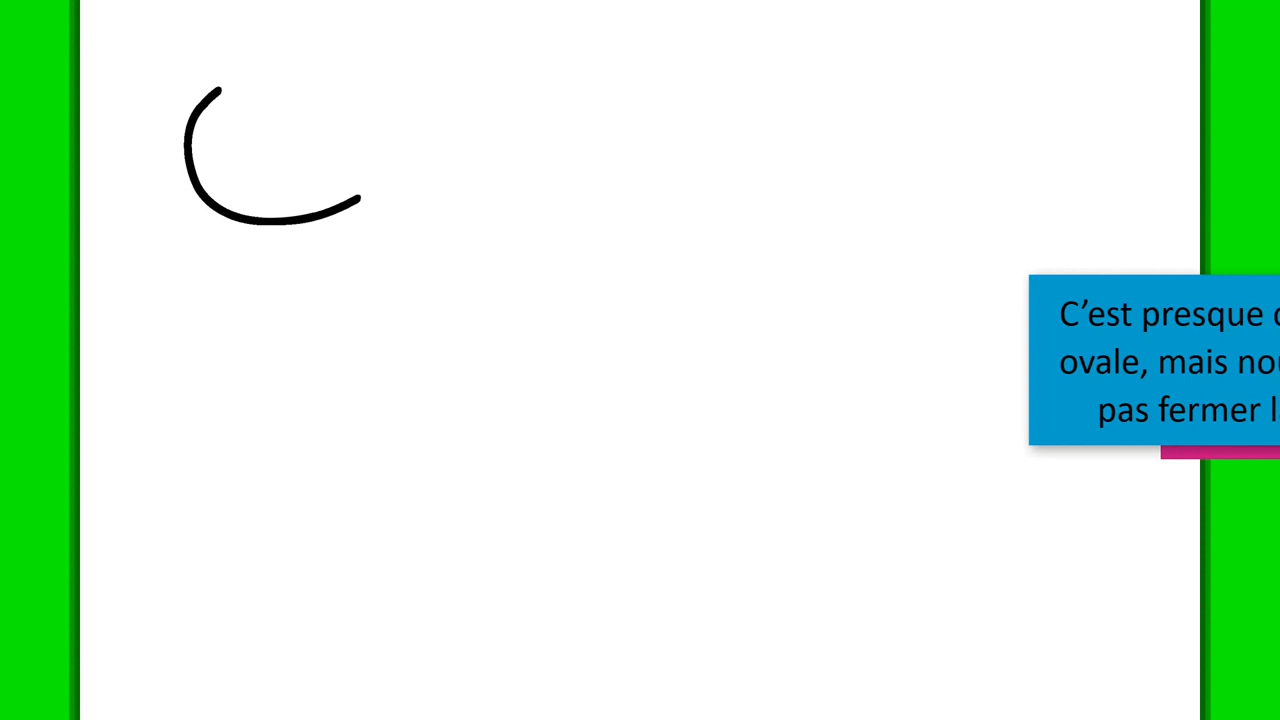 C’est presque
ovale, mais
pas fermer